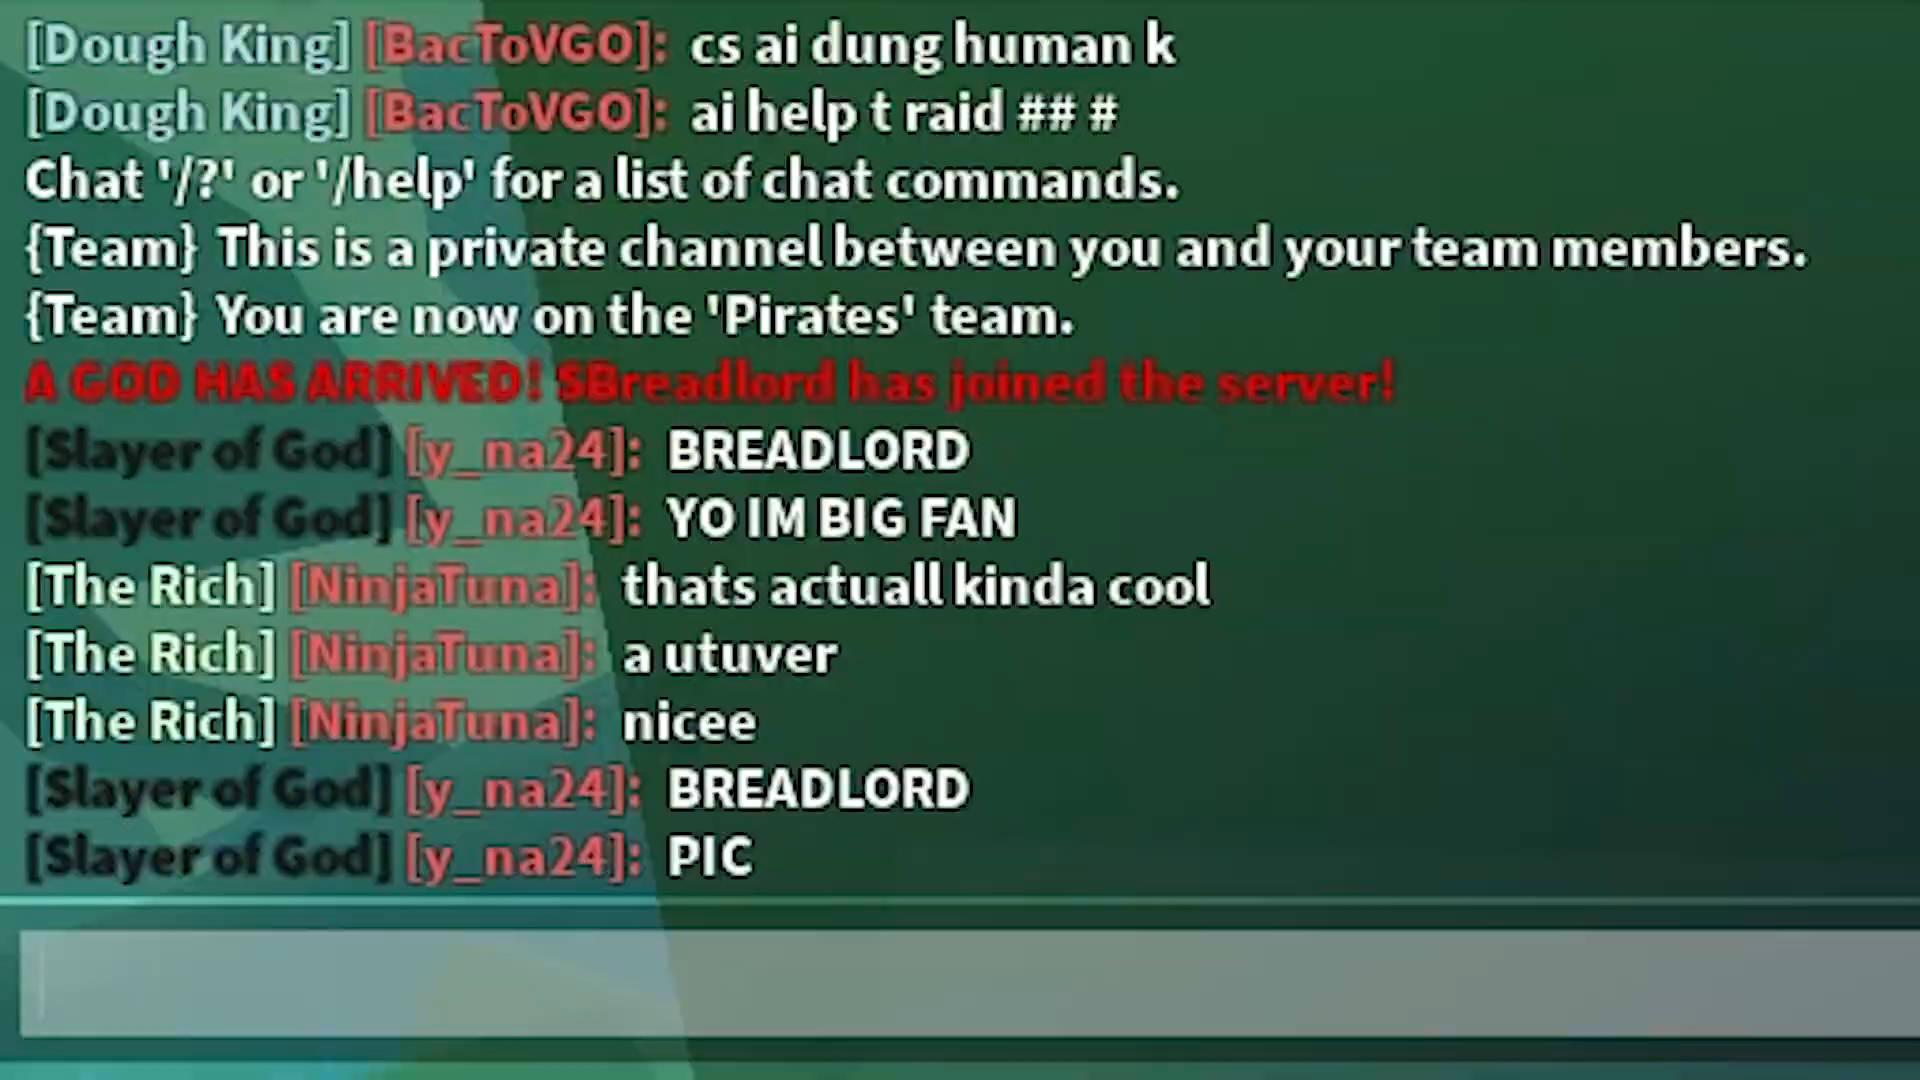 [Dough King] [BacToVGO]: cs ai dung human k
[Dough King] [BacToVGO]: ai help t raid ## #
Chat '/?' or '/help' for a list of chat commands.
{Team} This is a private channel between you and your team members.
{Team} You are now on the 'Pirates' team.
A GOD HAS ARRIVED! SBreadlord has joined the server!
[Slayer of God] [y_na24]: BREADLORD
[Slayer of God] [y_na24]: YO IM BIG FAN
[The Rich] [NinjaTuna]: thats actuall kinda cool
[The Rich] [NinjaTuna]: a utuver
[The Rich] [NinjaTuna]: nicee
[Slayer of God] [y_na24]: BREADLORD
[Slayer of God] [y_na24]: PIC